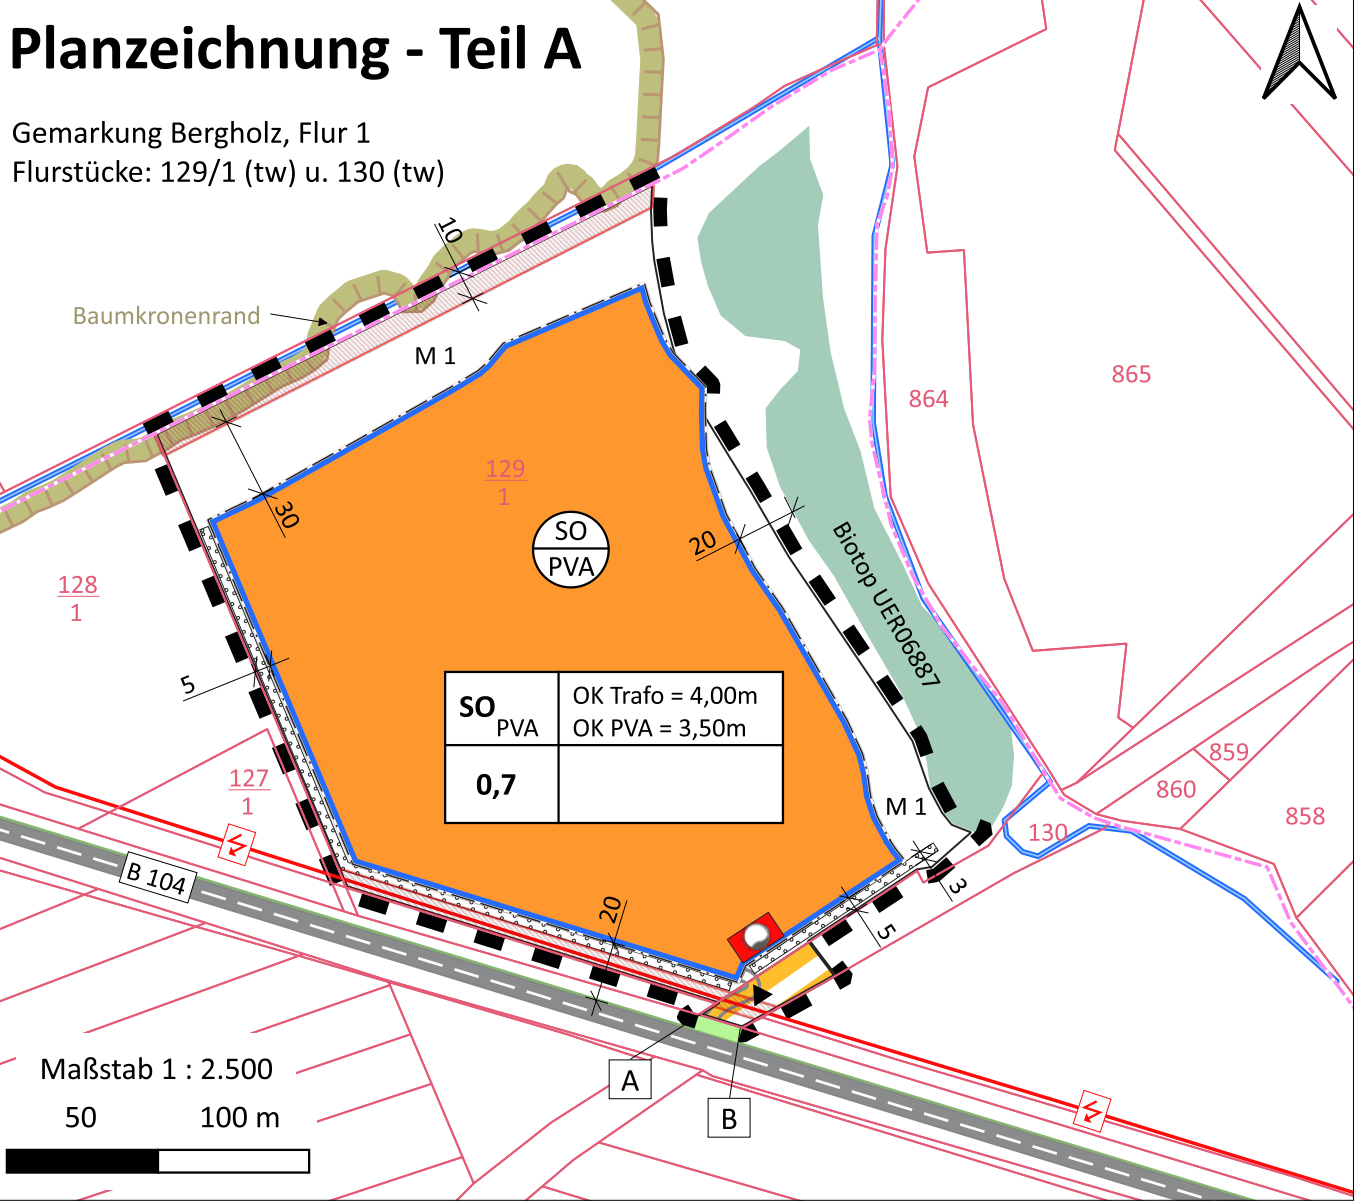 Planzeichnung - Teil A
Gemarkung Bergholz, Flur 1
Flurstücke: 129/1 (tw) u. 130 (tw)
10
Baumkronenrand
M 1
864
865
129
1
30
SO
PVA
20
Biotop UER06887
128
1
5
SO PVA
OK Trafo = 4,00m
OK PVA = 3,50m
0,7
127
1
M 1
859
860
858
130
B 104
3
20
5
A
B
Maßstab 1 : 2.500
50
100 m